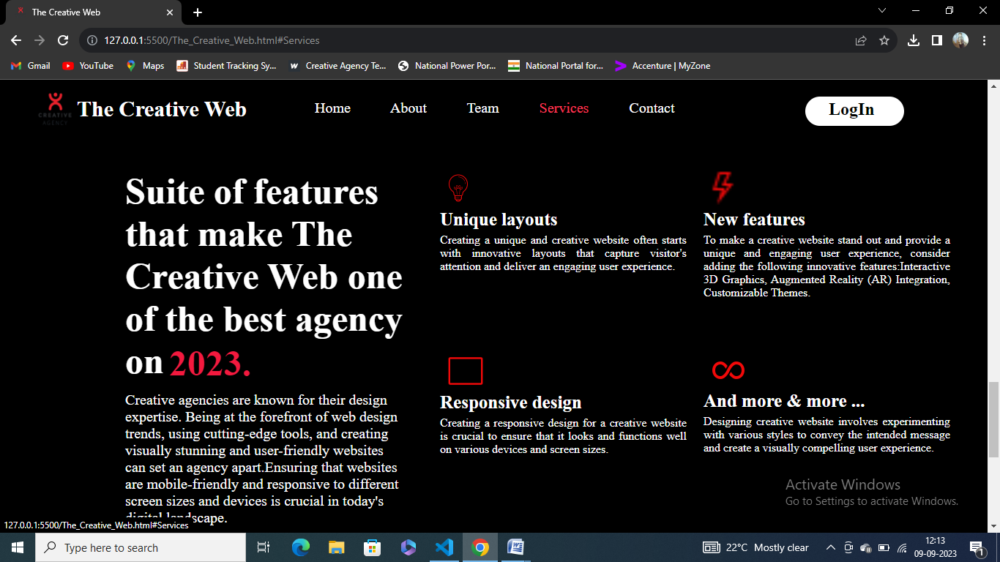 The Creative Web
127.0.0.1:5500/The_Creative_Web.html#Services
Gmail
YouTube
Maps
Student Tracking Sy...
Creative Agency Te...
National Power Por...
National Portal for...
Accenture | MyZone
CREATIVE
AGENCY
The Creative Web
Home
About
Team
Services
Contact
LogIn
Suite of features
that make The
Creative Web one
of the best agency
on 2023.
Creative agencies are known for their design
expertise. Being at the forefront of web design
trends, using cutting-edge tools, and creating
visually stunning and user-friendly websites
can set an agency apart.Ensuring that websites
are mobile-friendly and responsive to different
screen sizes and devices is crucial in today's
digital landscape.
Unique layouts
Creating a unique and creative website often starts
with innovative layouts that capture visitor's
attention and deliver an engaging user experience.
New features
To make a creative website stand out and provide a
unique and engaging user experience, consider
adding the following innovative features:Interactive
3D Graphics, Augmented Reality (AR) Integration,
Customizable Themes.
Responsive design
Creating a responsive design for a creative website
is crucial to ensure that it looks and functions well
on various devices and screen sizes.
And more & more ...
Designing creative website involves experimenting
with various styles to convey the intended message
and create a visually compelling user experience.
Activate Windows
Go to Settings to activate Windows.
127.0.0.1:5500/The_Creative_Web.html#Services
Type here to search
22°C Mostly clear
12:13
09-09-2023
1